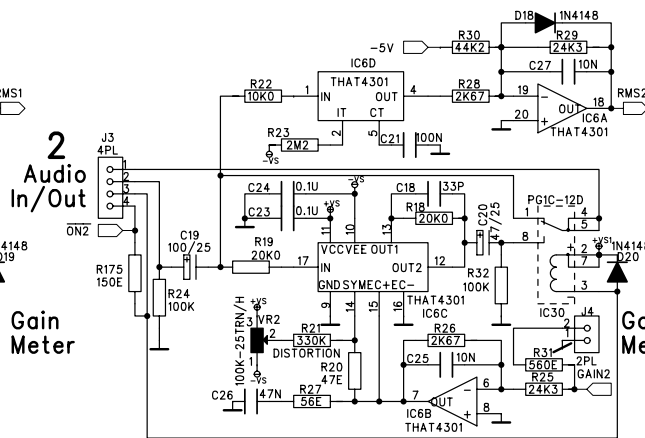 D18 1N4148
R30 R29
-5V 44K2 24K3
IC6D C27 10N
THAT4301
RMS1 R22 R28 RMS2
10K0 1 IN OUT 4 2K67 19 OUT 18
IC6A
IT CT 20 THAT4301
R23 2 5
2M2 C21 100N
-VS
2 J3
4PL
Audio
In/Out
1
2
3
4
C24 0.1U -VS C18 33P PG1C-12D
C23 0.1U +VS R18 C20 1 4
ON2 11 10 13 20K0 47/25 5
C19 8
100/25 R19 VCCVEE OUT1 +VS1 1N4148
4148 20K0 17 IN OUT2 12 2 D20
D19 7
R175 GNDSYMEC+EC- R32
150E R24 9 14 15 16 THAT4301 100K 3
100K IC6C IC30 J4
Gain
Meter
100K-25TRN/H
+VS
3 VR2
2
1
-VS
R21
330K
DISTORTION
R26
2K67
C25 10N
R20
47E
2
1
R31 2PL
560E GAIN2
Ga
Me
C26 47N R27 7 OUT 6 R25
56E IC6B 8 24K3
THAT4301